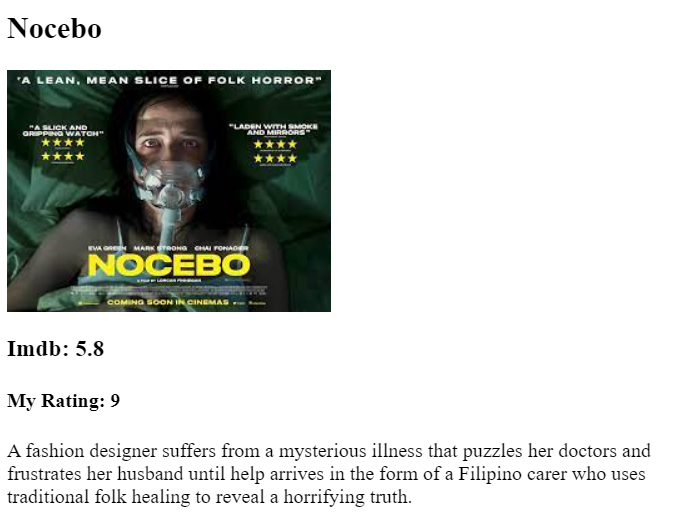 Nocebo
"A LEAN, MEAN SLICE OF FOLK HORROR"
"A SLICK AND
GRIPPING WATCH"
"LADEN WITH SMOKE
AND MIRRORS"
EVA GREEN MARK STRONG CHAI FONACIER
NOCEBO
A FILM BY LORCAN FINNEGAN
COMING SOON IN CINEMAS
Imdb: 5.8
My Rating: 9
A fashion designer suffers from a mysterious illness that puzzles her doctors and
frustrates her husband until help arrives in the form of a Filipino carer who uses
traditional folk healing to reveal a horrifying truth.